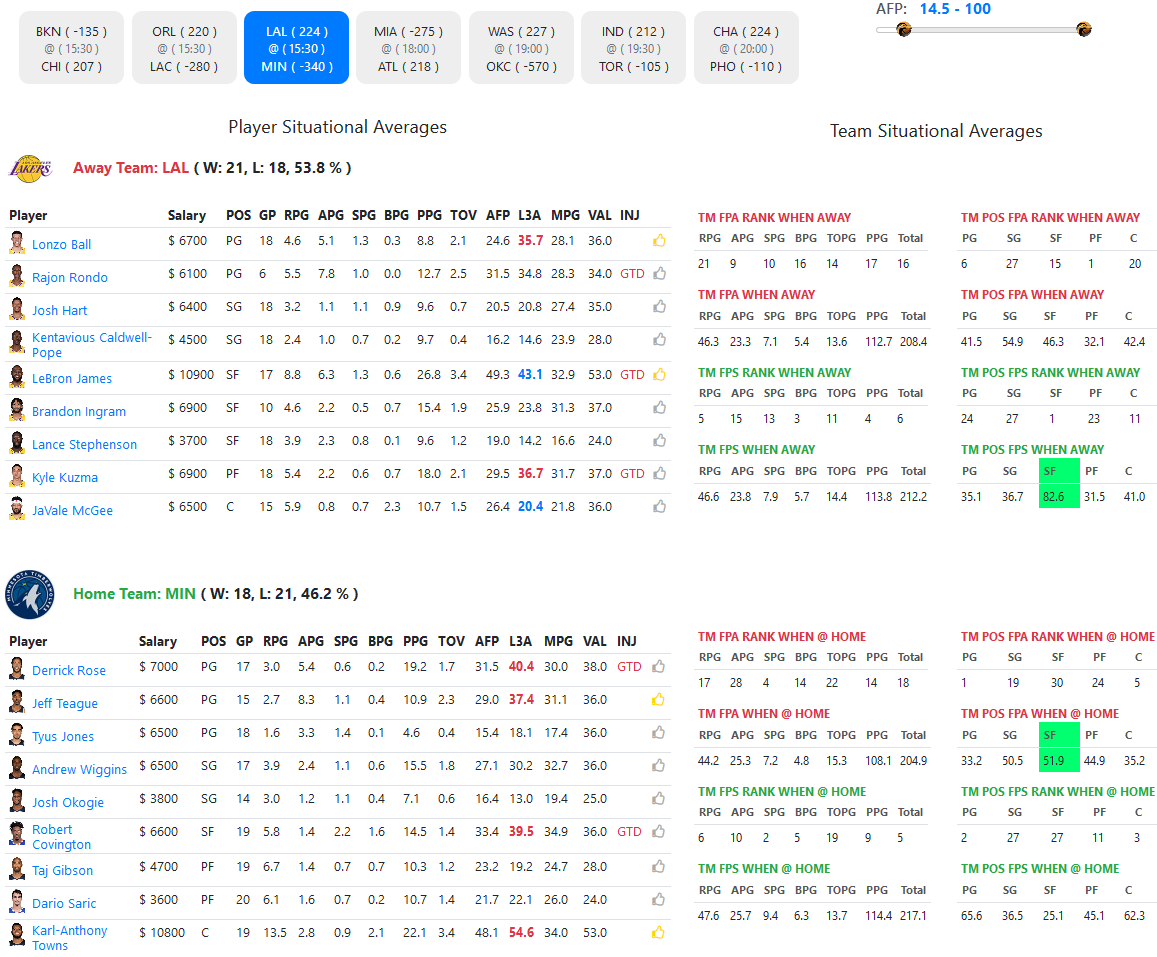 AFP: 14.5 - 100
BKN ( -135 ) ORL ( 220 ) LAL ( 224 ) MIA ( -275 ) WAS ( 227 ) IND ( 212 ) CHA ( 224 )
@ ( 15:30 ) @ ( 15:30 ) @ ( 15:30 ) @ ( 18:00 ) @ ( 19:00 ) @ ( 19:30 ) @ ( 20:00 )
CHI ( 207 ) LAC ( -280 ) MIN ( -340 ) ATL ( 218 ) OKC ( -570 ) TOR ( -105 ) PHO ( -110 )
Player Situational Averages
LAKERS
Away Team: LAL ( W: 21, L: 18, 53.8 % )
Player Salary POS GP RPG APG SPG BPG PPG TOV AFP L3A MPG VAL INJ
Lonzo Ball $ 6700 PG 18 4.6 5.1 1.3 0.3 8.8 2.1 24.6 35.7 28.1 36.0
Rajon Rondo $ 6100 PG 6 5.5 7.8 1.0 0.0 12.7 2.5 31.5 34.8 28.3 34.0 GTD
Josh Hart $ 6400 SG 18 3.2 1.1 1.1 0.9 9.6 0.7 20.5 20.8 27.4 35.0
Kentavious Caldwell-
Pope $ 4500 SG 18 2.4 1.0 0.7 0.2 9.7 0.4 16.2 14.6 23.9 28.0
LeBron James $ 10900 SF 17 8.8 6.3 1.3 0.6 26.8 3.4 49.3 43.1 32.9 53.0 GTD
Brandon Ingram $ 6900 SF 10 4.6 2.2 0.5 0.7 15.4 1.9 25.9 23.8 31.3 37.0
Lance Stephenson $ 3700 SF 18 3.9 2.3 0.8 0.1 9.6 1.2 19.0 14.2 16.6 24.0
Kyle Kuzma $ 6900 PF 18 5.4 2.2 0.6 0.7 18.0 2.1 29.5 36.7 31.7 37.0 GTD
JaVale McGee $ 6500 C 15 5.9 0.8 0.7 2.3 10.7 1.5 26.4 20.4 21.8 36.0
Team Situational Averages
TM FPA RANK WHEN AWAY
RPG APG SPG BPG TOPG PPG Total
21 9 10 16 14 17 16
TM POS FPA RANK WHEN AWAY
PG SG SF PF C
6 27 15 1 20
TM FPA WHEN AWAY
RPG APG SPG BPG TOPG PPG Total
46.3 23.3 7.1 5.4 13.6 112.7 208.4
TM POS FPA WHEN AWAY
PG SG SF PF C
41.5 54.9 46.3 32.1 42.4
TM FPS RANK WHEN AWAY
RPG APG SPG BPG TOPG PPG Total
5 15 13 3 11 4 6
TM POS FPS RANK WHEN AWAY
PG SG SF PF C
24 27 1 23 11
TM FPS WHEN AWAY
RPG APG SPG BPG TOPG PPG Total
46.6 23.8 7.9 5.7 14.4 113.8 212.2
TM POS FPS WHEN AWAY
PG SG SF PF C
35.1 36.7 82.6 31.5 41.0
MINNESOTA TIMBERWOLVES
Home Team: MIN ( W: 18, L: 21, 46.2 % )
Player Salary POS GP RPG APG SPG BPG PPG TOV AFP L3A MPG VAL INJ
Derrick Rose $ 7000 PG 17 3.0 5.4 0.6 0.2 19.2 1.7 31.5 40.4 30.0 38.0 GTD
Jeff Teague $ 6600 PG 15 2.7 8.3 1.1 0.4 10.9 2.3 29.0 37.4 31.1 36.0
Tyus Jones $ 6500 PG 18 1.6 3.3 1.4 0.1 4.6 0.4 15.4 18.1 17.4 36.0
Andrew Wiggins $ 6500 SG 17 3.9 2.4 1.1 0.6 15.5 1.8 27.1 30.2 32.7 36.0
Josh Okogie $ 3800 SG 14 3.0 1.2 1.1 0.4 7.1 0.6 16.4 13.0 19.4 25.0
Robert
Covington $ 6600 SF 19 5.8 1.4 2.2 1.6 14.5 1.4 33.4 39.5 34.9 36.0 GTD
Taj Gibson $ 4700 PF 19 6.7 1.4 0.7 0.7 10.3 1.2 23.2 19.2 24.7 28.0
Dario Saric $ 3600 PF 20 6.1 1.6 0.7 0.2 10.7 1.4 21.7 22.1 26.0 24.0
Karl-Anthony
Towns $ 10800 C 19 13.5 2.8 0.9 2.1 22.1 3.4 48.1 54.6 34.0 53.0
TM FPA RANK WHEN @ HOME
RPG APG SPG BPG TOPG PPG Total
17 28 4 14 22 14 18
TM POS FPA RANK WHEN @ HOME
PG SG SF PF C
1 19 30 24 5
TM FPA WHEN @ HOME
RPG APG SPG BPG TOPG PPG Total
44.2 25.3 7.2 4.8 15.3 108.1 204.9
TM POS FPA WHEN @ HOME
PG SG SF PF C
33.2 50.5 51.9 44.9 35.2
TM FPS RANK WHEN @ HOME
RPG APG SPG BPG TOPG PPG Total
6 10 2 5 19 9 5
TM POS FPS RANK WHEN @ HOME
PG SG SF PF C
2 27 27 11 3
TM FPS WHEN @ HOME
RPG APG SPG BPG TOPG PPG Total
47.6 25.7 9.4 6.3 13.7 114.4 217.1
TM POS FPS WHEN @ HOME
PG SG SF PF C
65.6 36.5 25.1 45.1 62.3